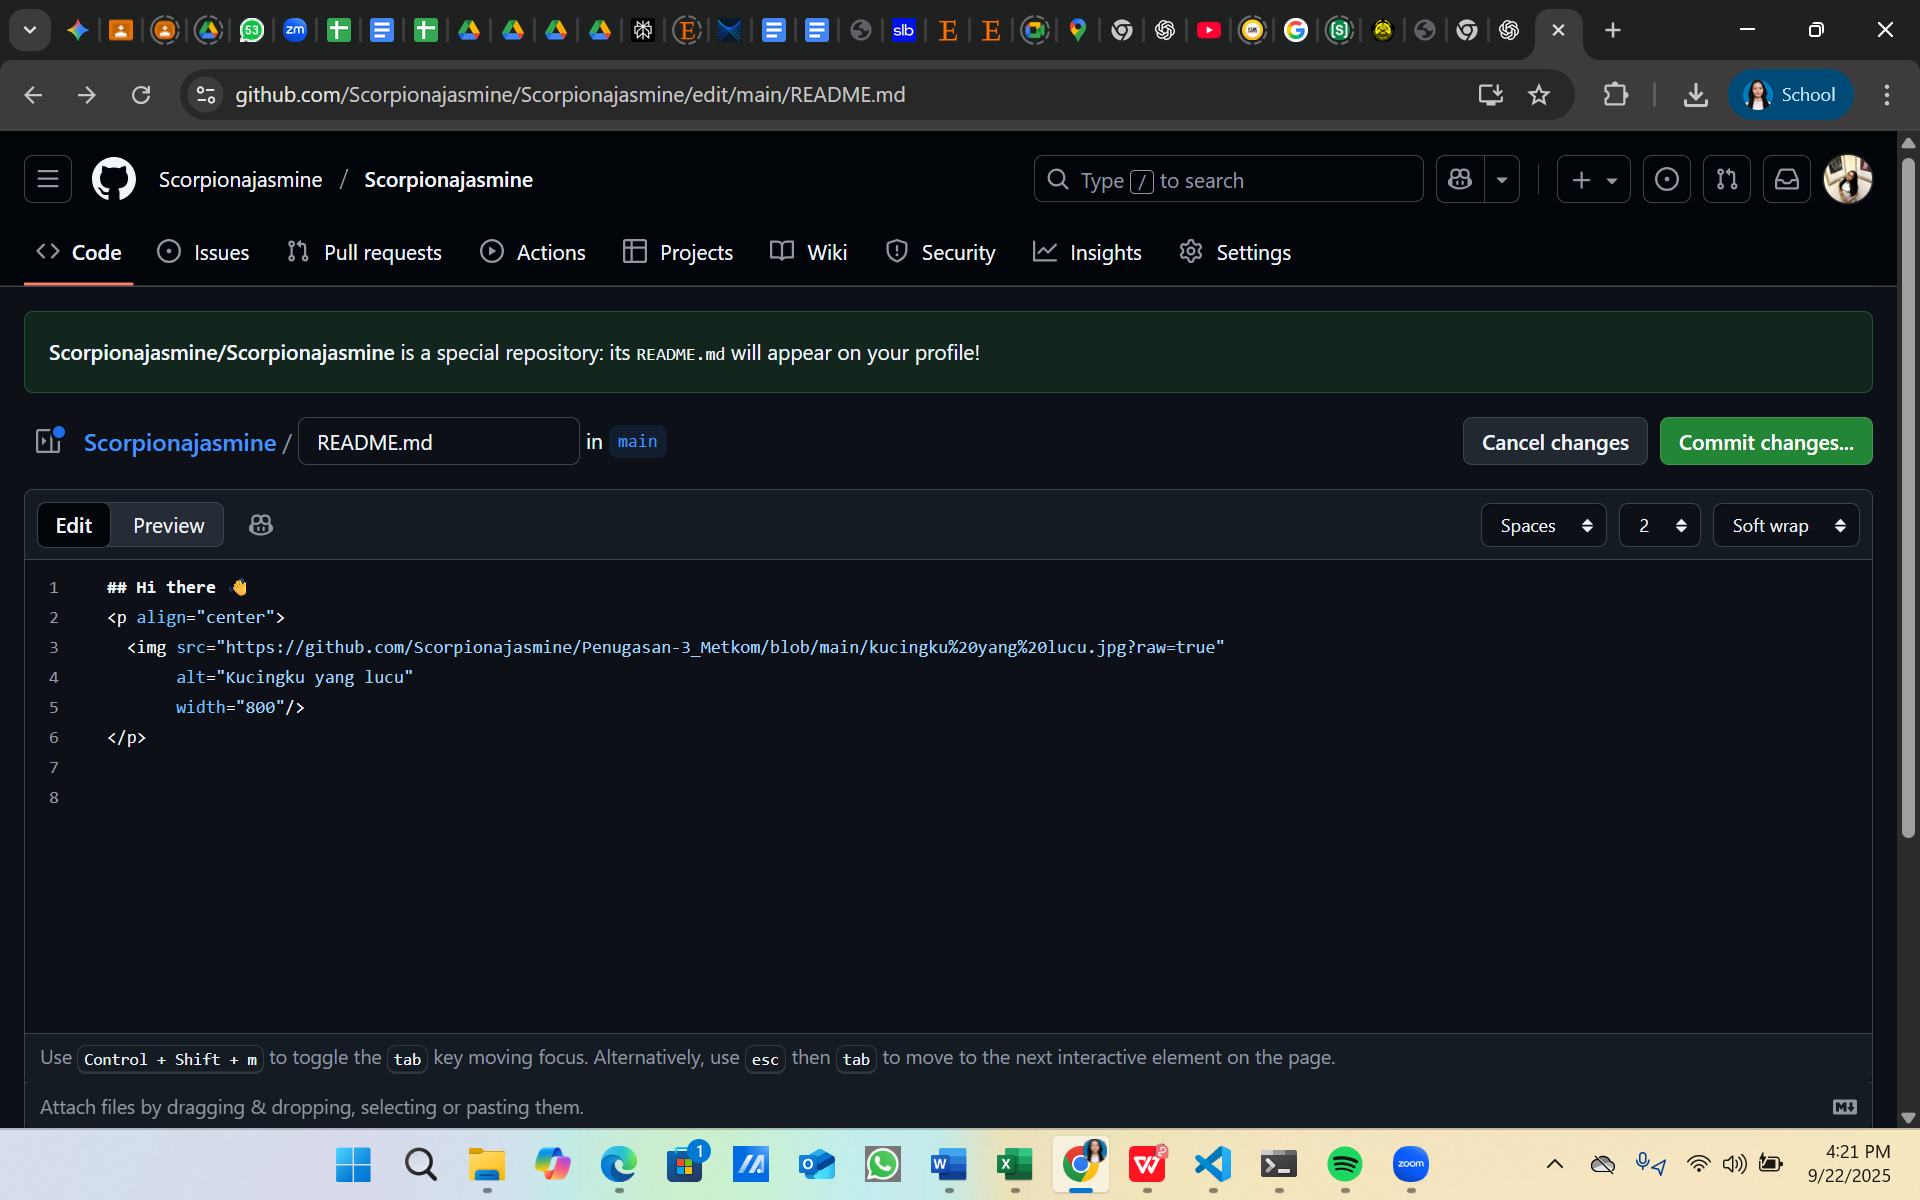 53
zm
slb
github.com/Scorpionajasmine/Scorpionajasmine/edit/main/README.md
School
Scorpionajasmine / Scorpionajasmine
Type / to search
Code
Issues
Pull requests
Actions
Projects
Wiki
Security
Insights
Settings
Scorpionajasmine/Scorpionajasmine is a special repository: its README.md will appear on your profile!
Scorpionajasmine / README.md in main
Cancel changes
Commit changes...
Edit
Preview
Spaces
2
Soft wrap
1 ## Hi there 👋
2 <p align="center">
3 <img src="https://github.com/Scorpionajasmine/Penugasan-3_Metkom/blob/main/kucingku%20yang%20lucu.jpg?raw=true"
4 alt="Kucingku yang lucu"
5 width="800"/>
6 </p>
7
8
Use Control + Shift + m to toggle the tab key moving focus. Alternatively, use esc then tab to move to the next interactive element on the page.
Attach files by dragging & dropping, selecting or pasting them.
1
zoom
4:21 PM
9/22/2025